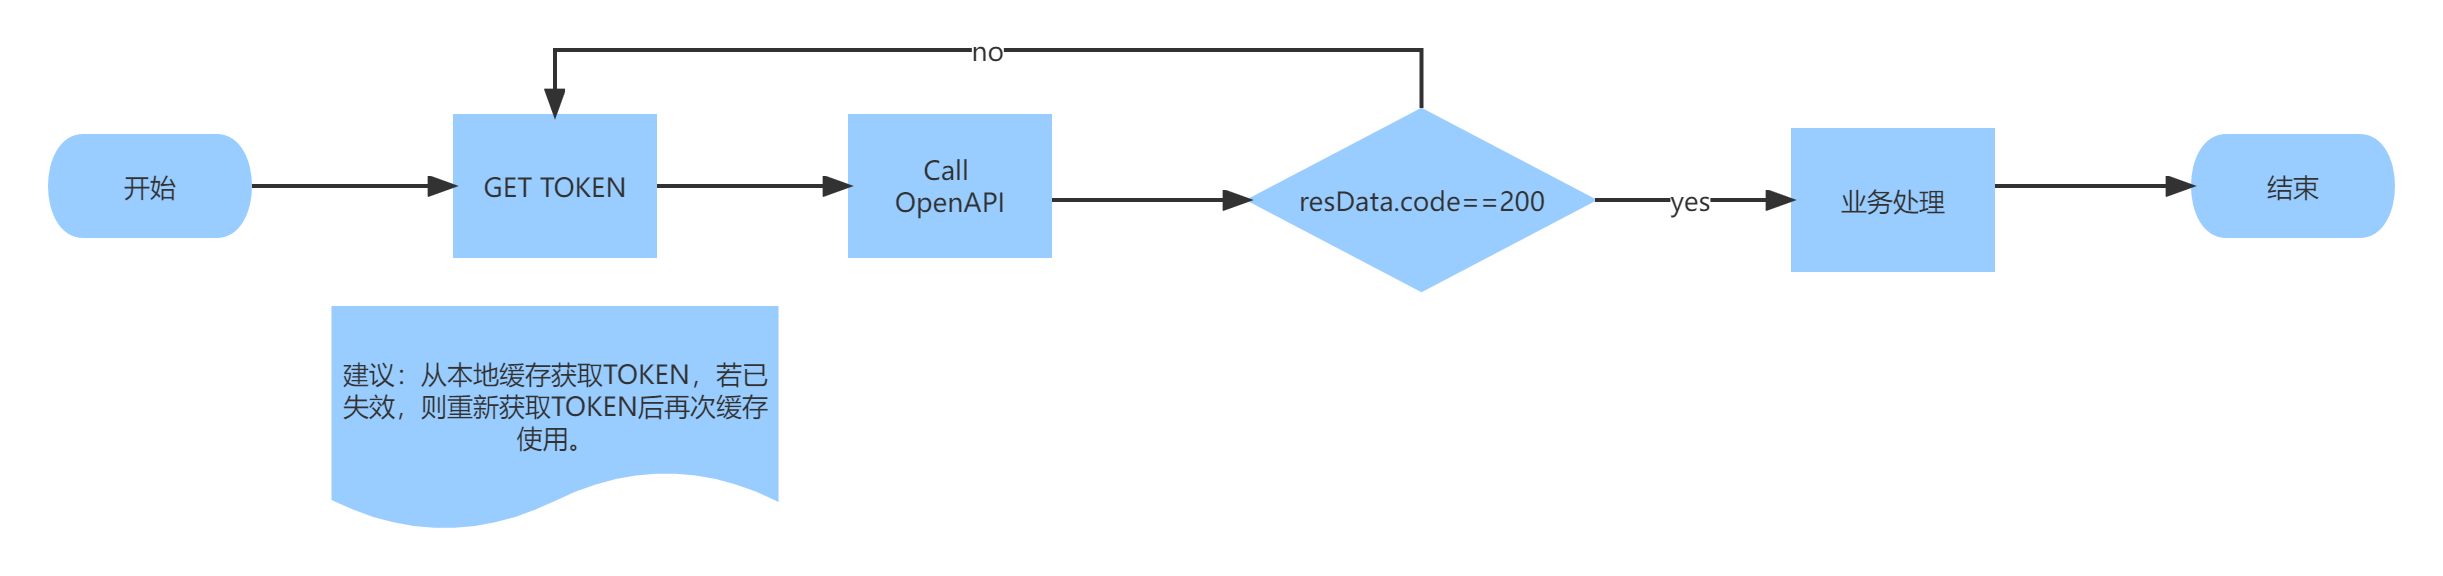 no
开始
GET TOKEN
Call
OpenAPI
resData.code==200
yes
业务处理
结束
建议：从本地缓存获取TOKEN，若已
失效，则重新获取TOKEN后再次缓存
使用。